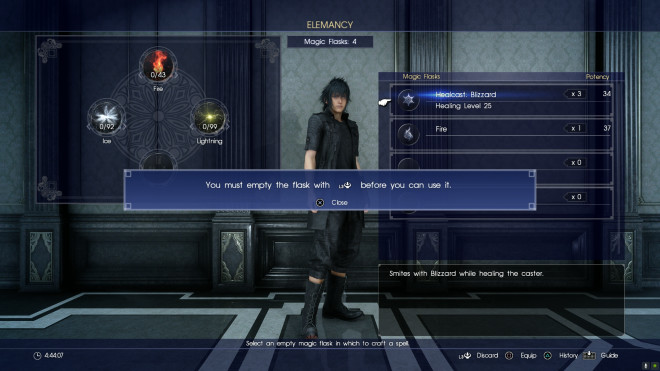 ELEMANCY
Magic Flasks: 4
Magic Flasks Potency
0/43
Fire
Healcast: Blizzard x 3 34
Healing Level 25
0/92
Ice
0/99
Lightning
Fire x 1 37
x 0
You must empty the flask with L3 before you can use it.
Close
x 0
Smites with Blizzard while healing the caster.
Select an empty magic flask in which to craft a spell.
4:44:07
L3 Discard Equip History Guide